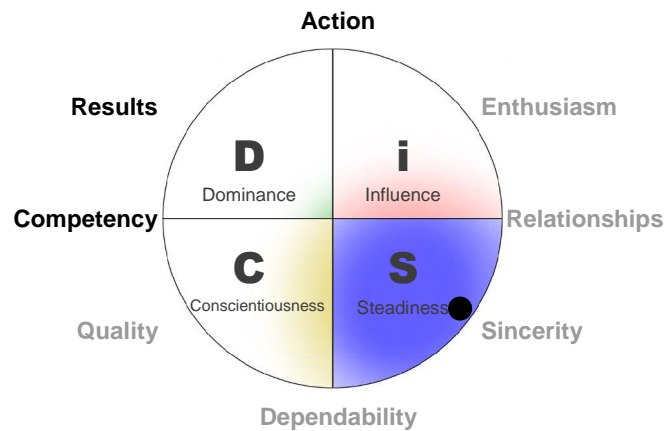 Action
Results
Enthusiasm
D
i
Dominance
Influence
Competency
Relationships
C
S
Conscientiousness
Steadiness
Quality
Sincerity
Dependability